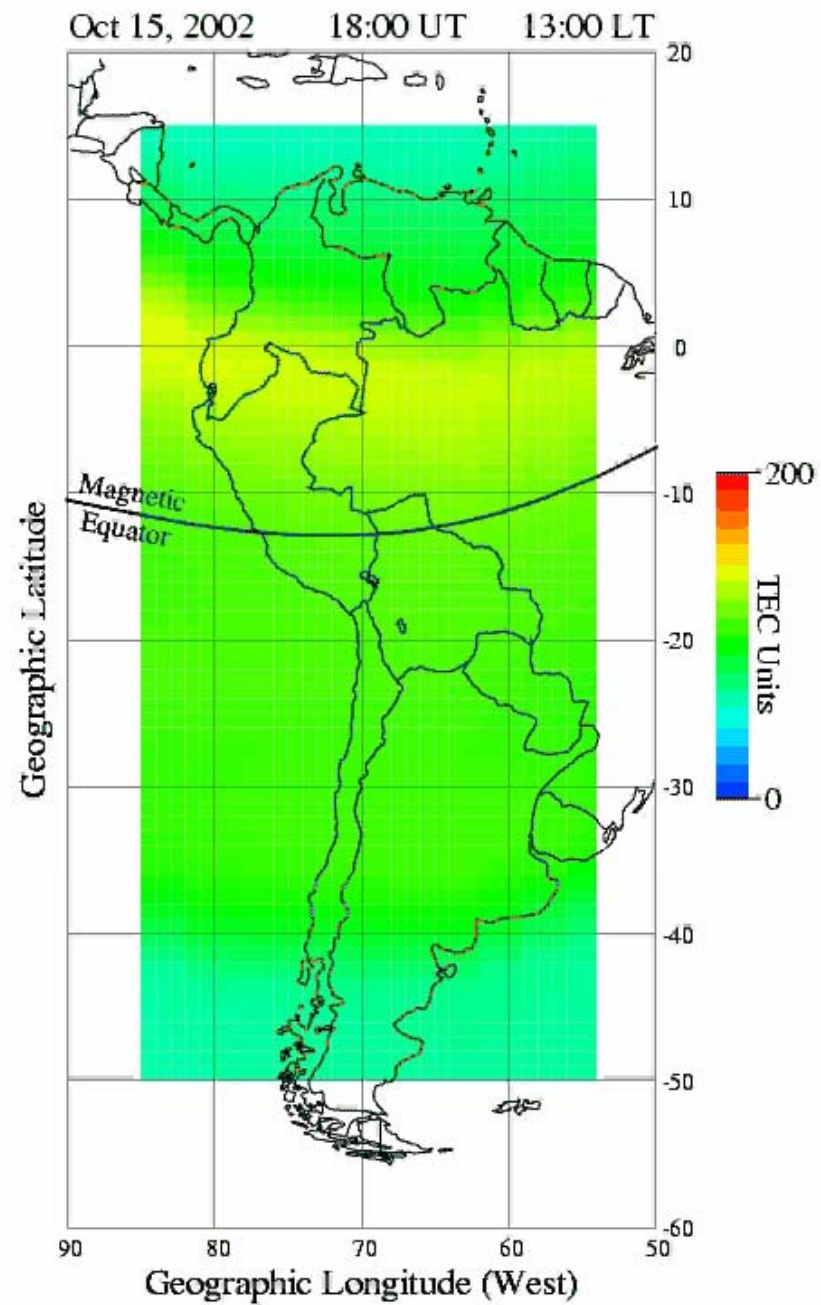 Oct 15, 2002 18:00 UT 13:00 LT
20
10
0
-10
-20
-30
-40
-50
-60
Magnetic
Equator
Geographic Latitude
200
TEC Units
0
90 80 70 60 50
Geographic Longitude (West)